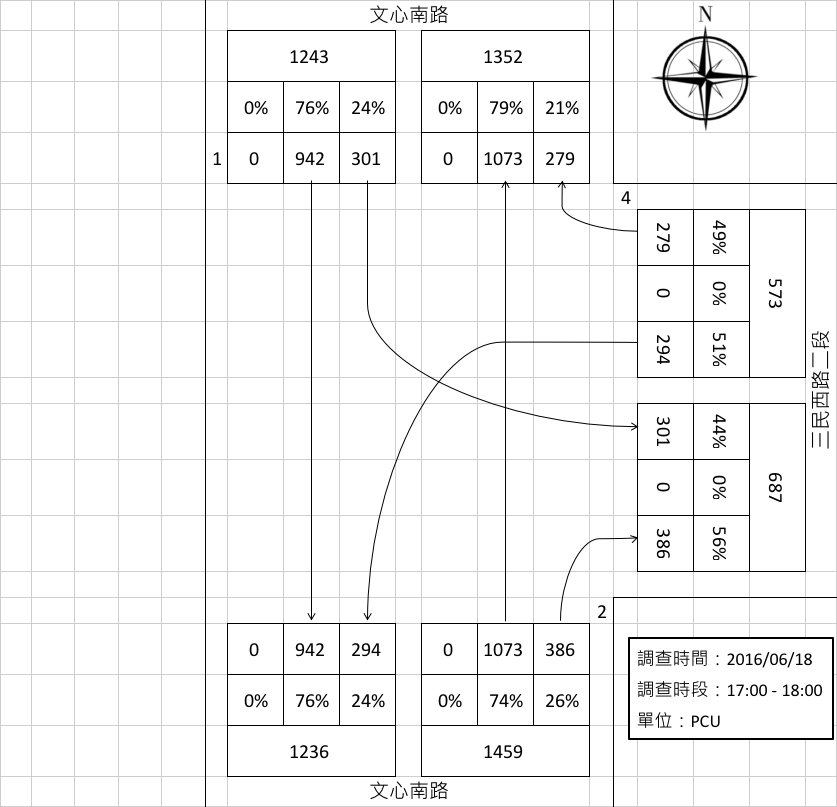 文心南路
N
1243
1352
0% 76% 24%
0% 79% 21%
1 0 942 301
0 1073 279
4
279 49%
0 0% 573
294 51%
三民西路二段
301 44%
0 0% 687
386 56%
2
0 942 294
0 1073 386
0% 76% 24%
0% 74% 26%
1236
1459
文心南路
調查時間：2016/06/18
調查時段：17:00 - 18:00
單位：PCU